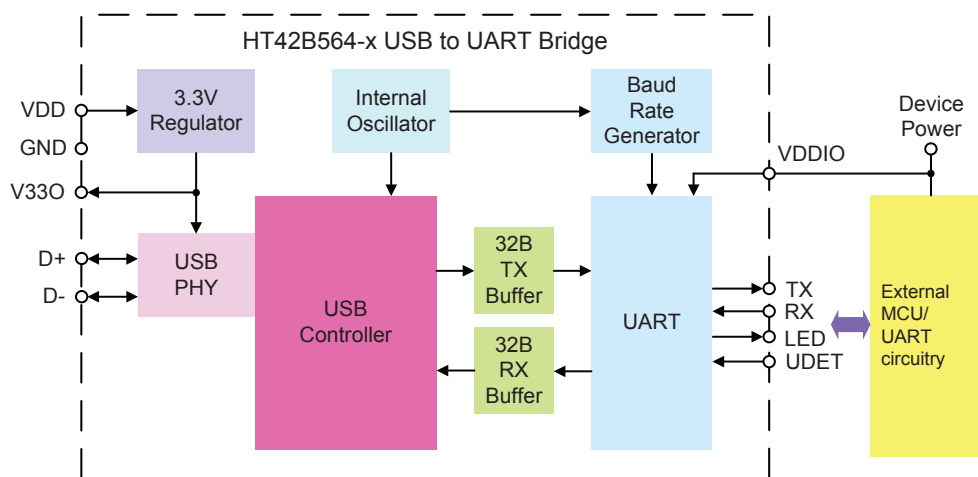 HT42B564-x USB to UART Bridge
VDD
GND
V33O
D+
D-
3.3V
Regulator
Internal
Oscillator
Baud
Rate
Generator
Device
Power
VDDIO
USB
PHY
USB
Controller
32B
TX
Buffer
32B
RX
Buffer
UART
TX
RX
LED
UDET
External
MCU/
UART
circuitry